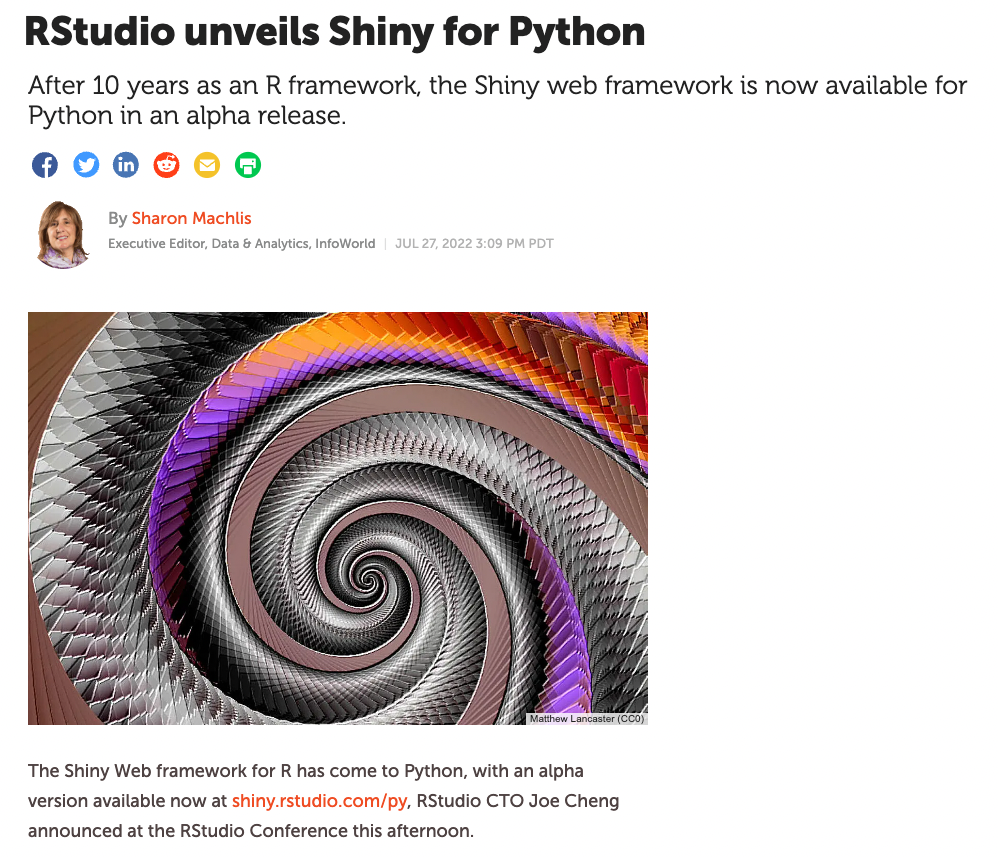 RStudio unveils Shiny for Python
After 10 years as an R framework, the Shiny web framework is now available for
Python in an alpha release.
By Sharon Machlis
Executive Editor, Data & Analytics, InfoWorld | JUL 27, 2022 3:09 PM PDT
Matthew Lancaster (CC0)
The Shiny Web framework for R has come to Python, with an alpha
version available now at shiny.rstudio.com/py, RStudio CTO Joe Cheng
announced at the RStudio Conference this afternoon.